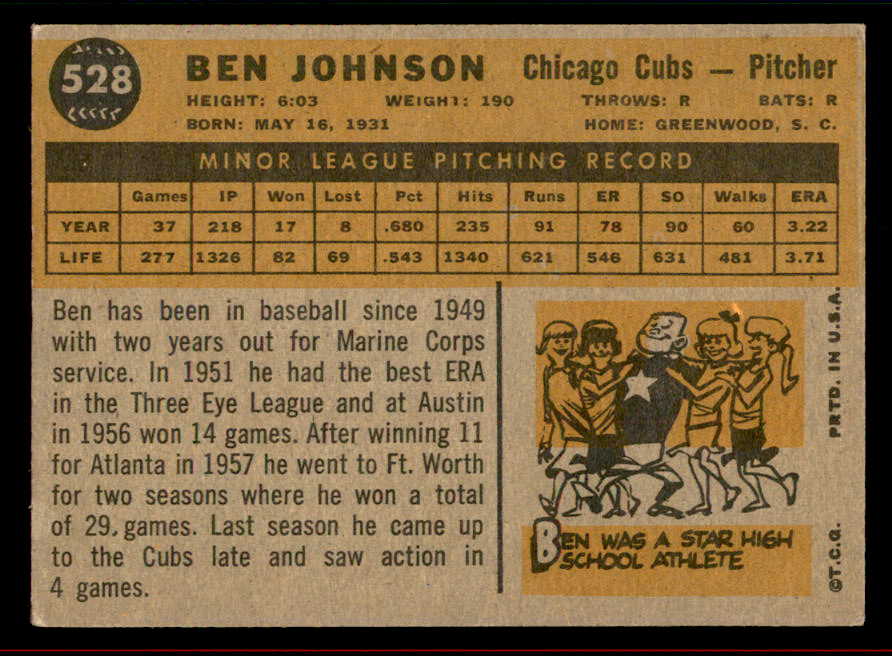 528
BEN JOHNSON Chicago Cubs — Pitcher
HEIGHT: 6:03 WEIGHT: 190 THROWS: R BATS: R
BORN: MAY 16, 1931 HOME: GREENWOOD, S. C.
MINOR LEAGUE PITCHING RECORD
Games IP Won Lost Pct Hits Runs ER SO Walks ERA
YEAR 37 218 17 8 .680 235 91 78 90 60 3.22
LIFE 277 1326 82 69 .543 1340 621 546 631 481 3.71
Ben has been in baseball since 1949
with two years out for Marine Corps
service. In 1951 he had the best ERA
in the Three Eye League and at Austin
in 1956 won 14 games. After winning 11
for Atlanta in 1957 he went to Ft. Worth
for two seasons where he won a total
of 29 games. Last season he came up
to the Cubs late and saw action in
4 games.
BEN WAS A STAR HIGH
SCHOOL ATHLETE
©T.C.G. PRTD. IN U.S.A.